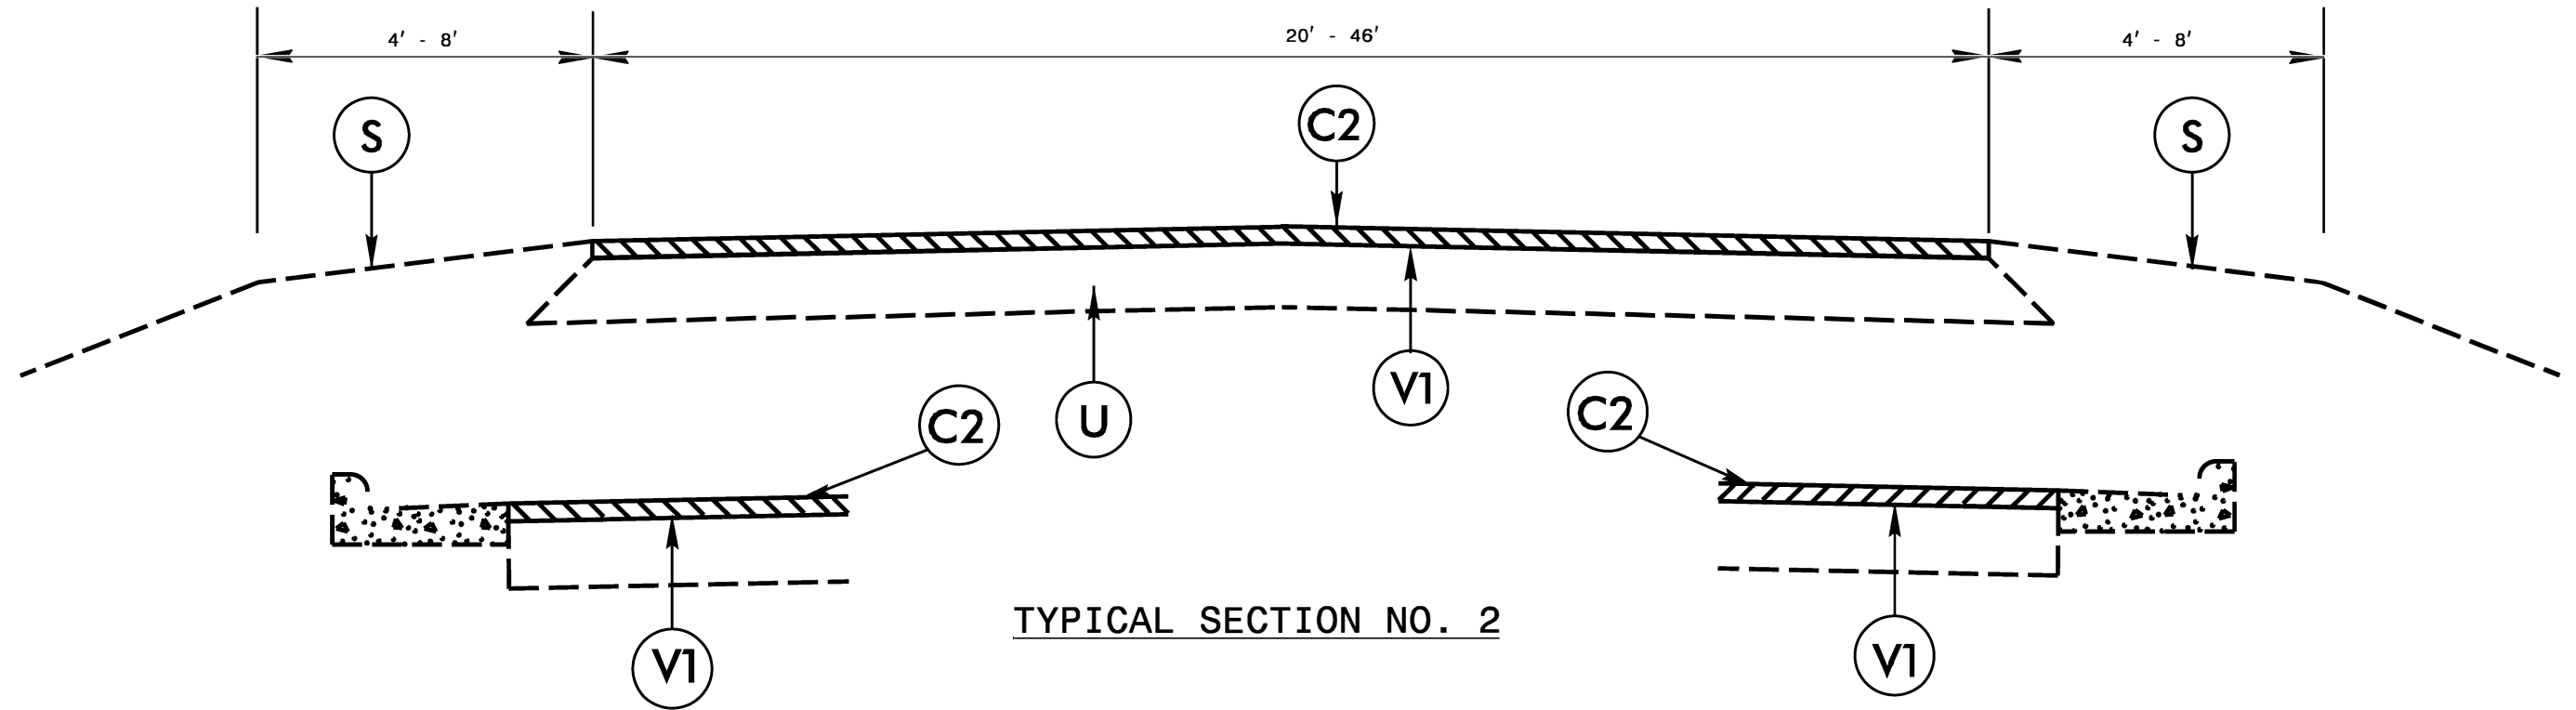 4' - 8'
20' - 46'
4' - 8'
S
C2
S
V1
U
C2
C2
V1
V1
TYPICAL SECTION NO. 2